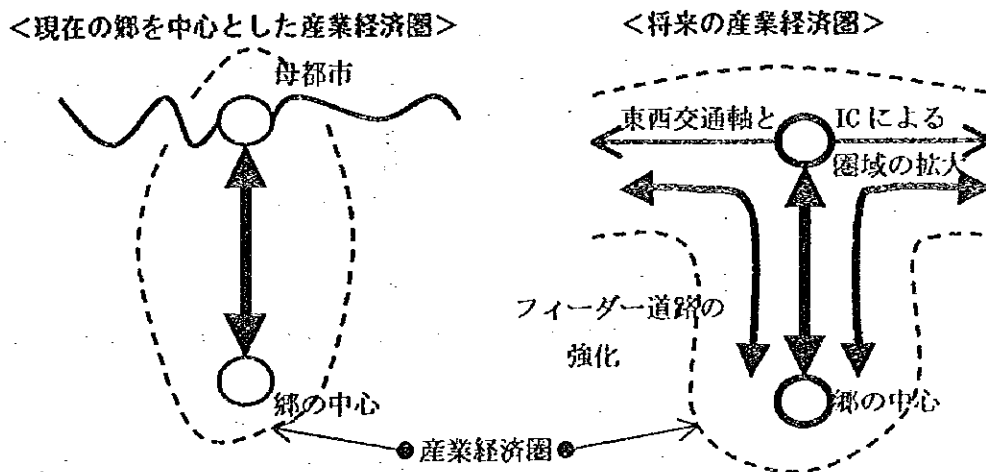 ＜現在の郷を中心とした産業経済圏＞
母都市
郷の中心
＜将来の産業経済圏＞
東西交通軸と ICによる
圏域の拡大
フィーダー道路の
強化
郷の中心
●産業経済圏●